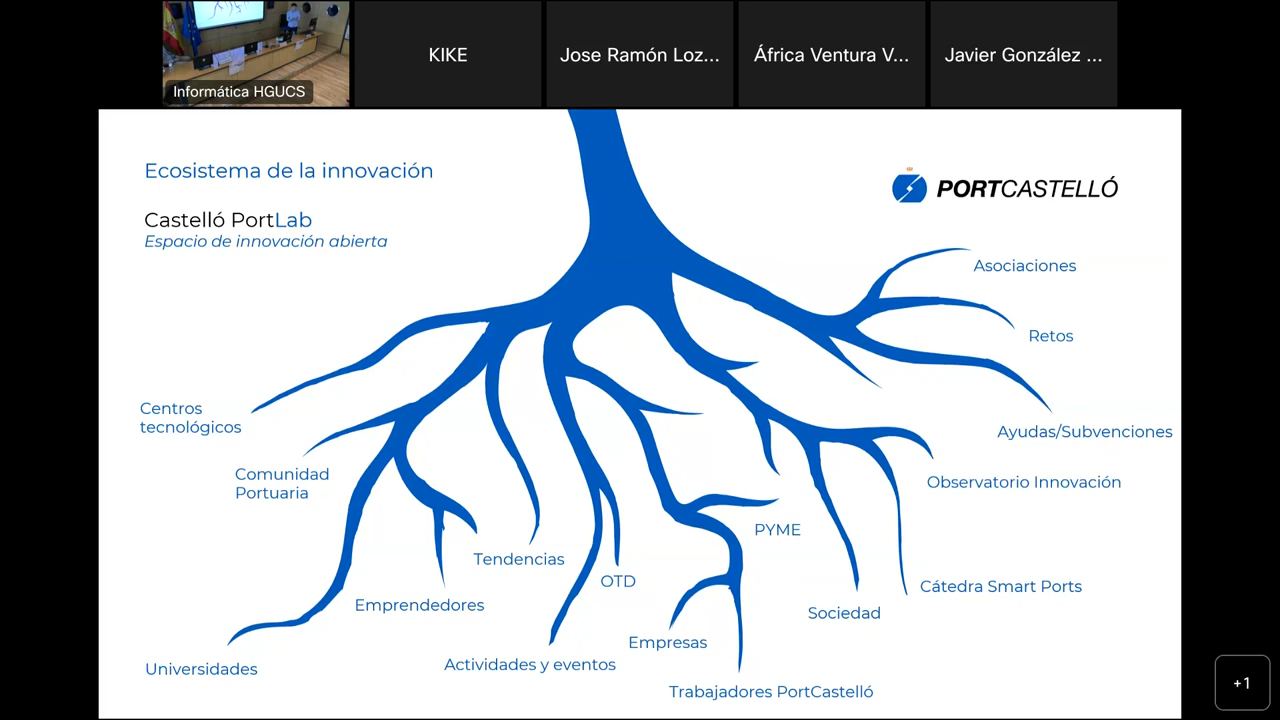 Informática HGUCS
KIKE
Jose Ramón Loz...
África Ventura V...
Javier González ...
Ecosistema de la innovación
Castelló PortLab
Espacio de innovación abierta
PORTCASTELLÓ
Asociaciones
Retos
Centros
tecnológicos
Ayudas/Subvenciones
Comunidad
Portuaria
Observatorio Innovación
PYME
Tendencias
OTD
Cátedra Smart Ports
Emprendedores
Sociedad
Empresas
Universidades
Actividades y eventos
Trabajadores PortCastelló
+1